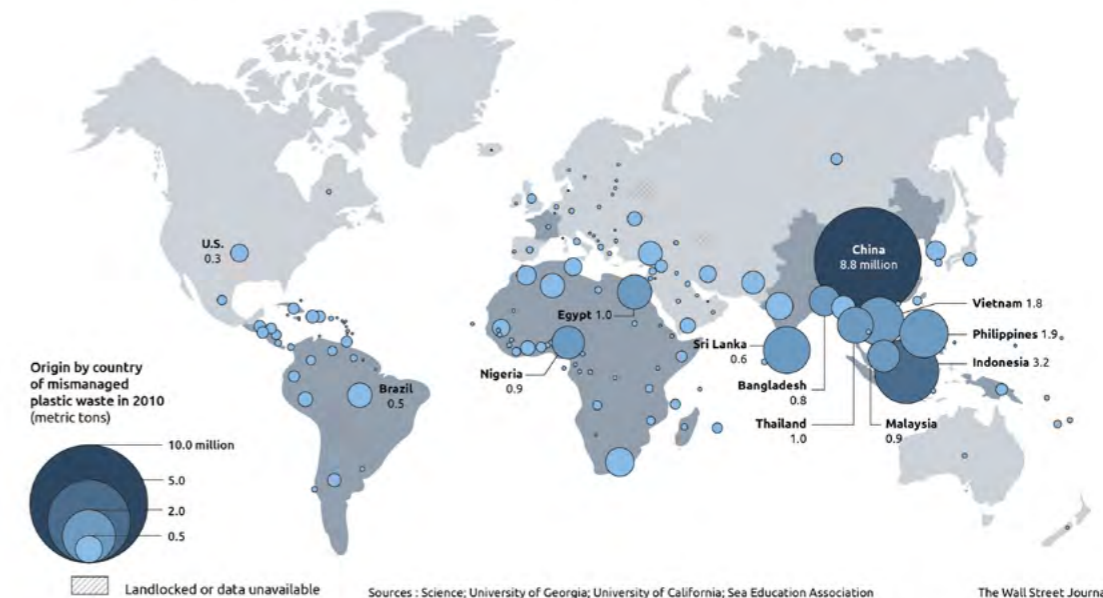 U.S.
0.3
China
8.8 million
Vietnam 1.8
Egypt 1.0
Philippines 1.9
Sri Lanka
0.6
Indonesia 3.2
Nigeria
0.9
Bangladesh
0.8
Brazil
0.5
Thailand
1.0
Malaysia
0.9
Origin by country
of mismanaged
plastic waste in 2010
(metric tons)
10.0 million
5.0
2.0
0.5
Landlocked or data unavailable
Sources : Science; University of Georgia; University of California; Sea Education Association
The Wall Street Journa